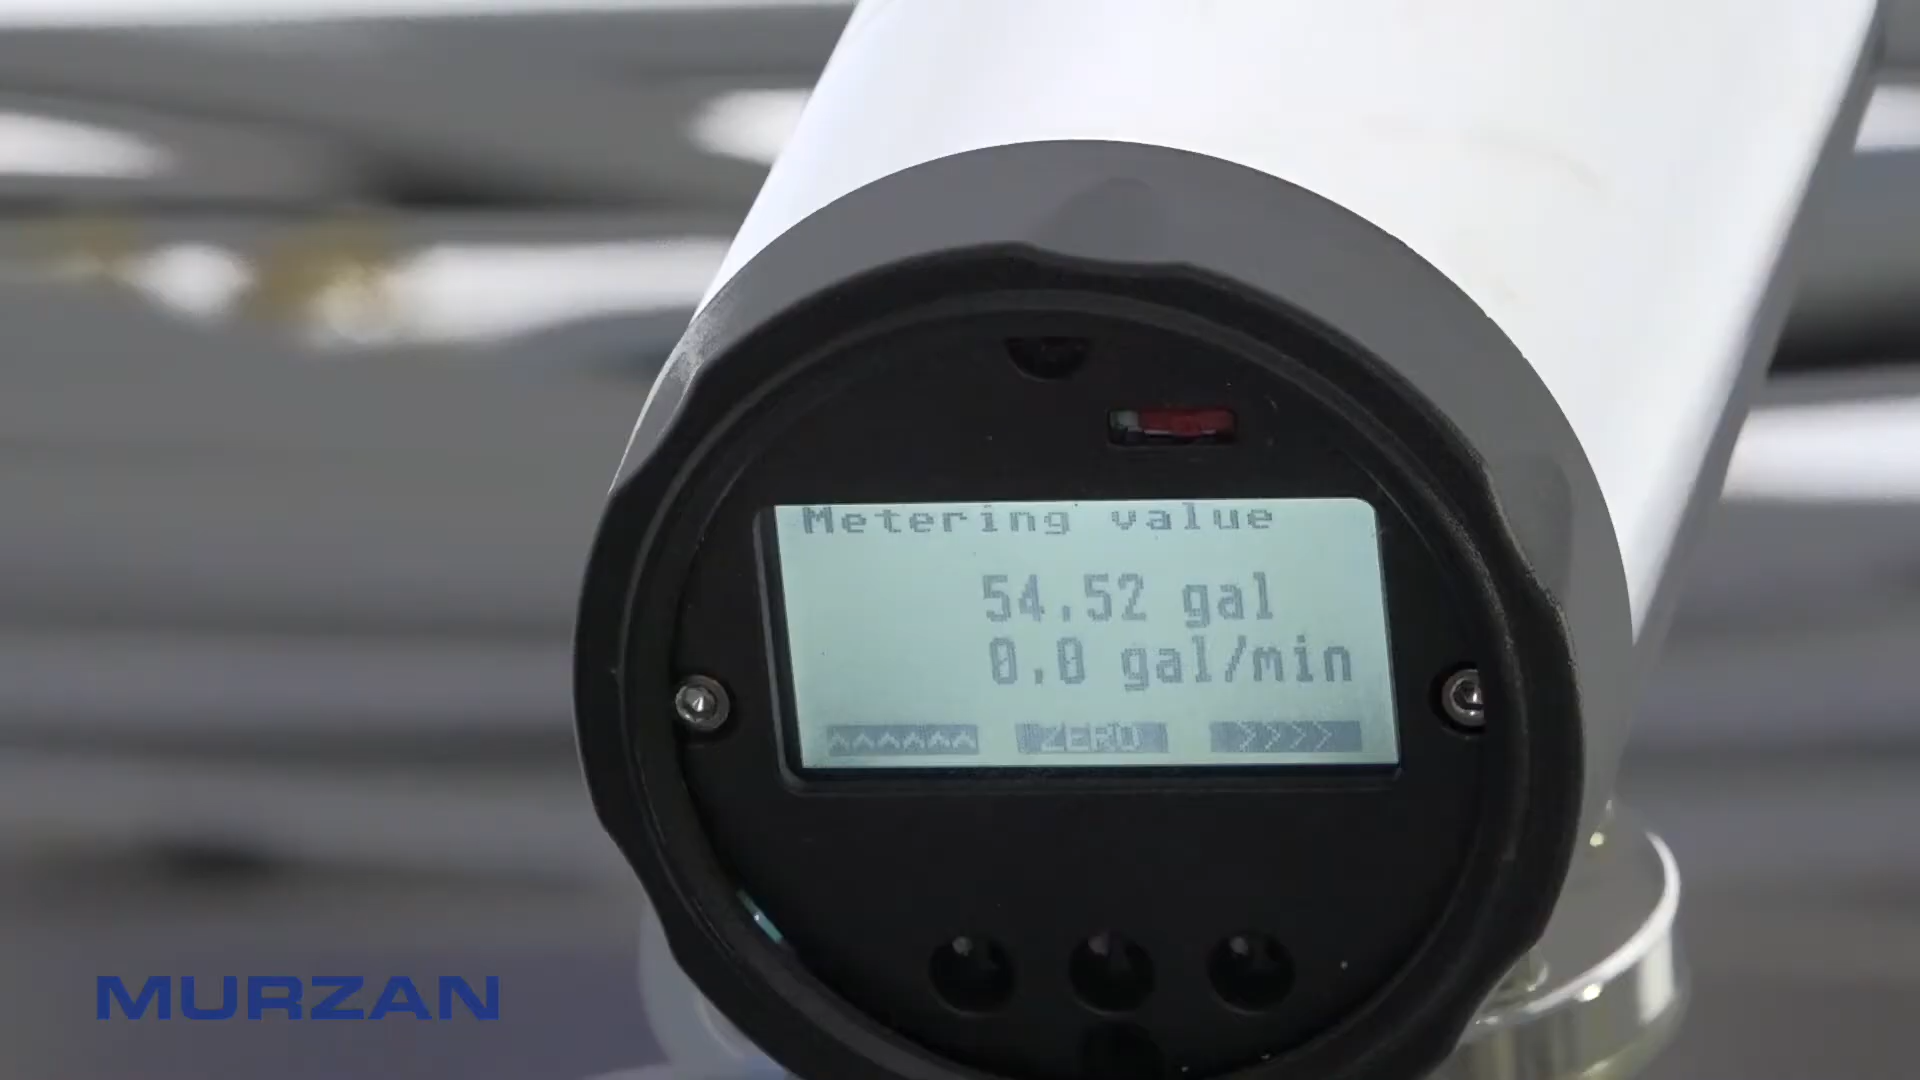 Metering value
54.52 gal
0.0 gal/min
^^^^^^ ZERO >>>>
MURZAN